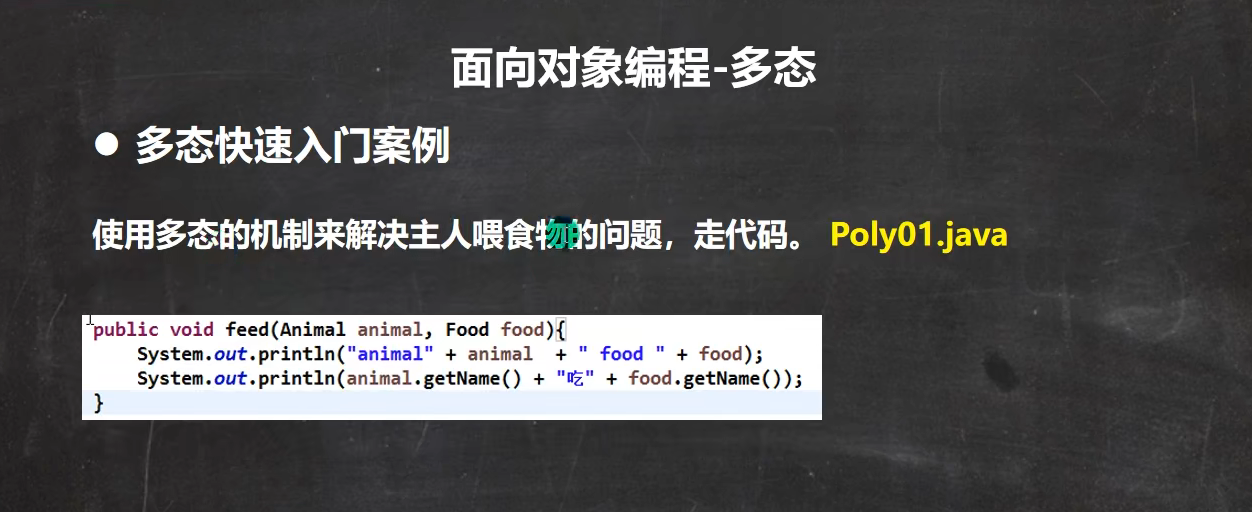 面向对象编程-多态
● 多态快速入门案例
使用多态的机制来解决主人喂食物的问题，走代码。 Poly01.java
public void feed(Animal animal, Food food){
    System.out.println("animal" + animal  + " food " + food);
    System.out.println(animal.getName() + "吃" + food.getName());
}